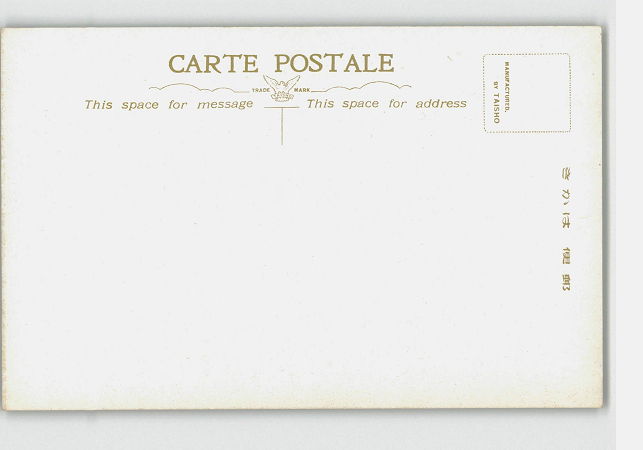 CARTE POSTALE
TRADE MARK
This space for message
This space for address
MANUFACTURED.
BY TAISHO
きかは便郵